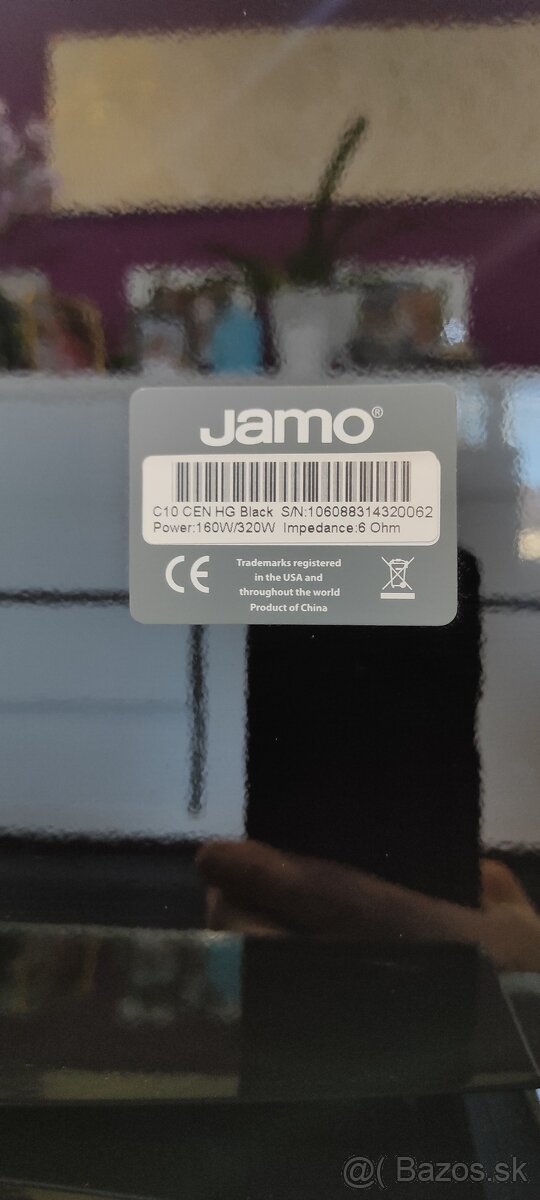 Jamo®
C10 CEN HG Black S/N:106088314320062
Power:160W/320W Impedance:6 Ohm
CE
Trademarks registered
in the USA and
throughout the world
Product of China
@( Bazos.sk